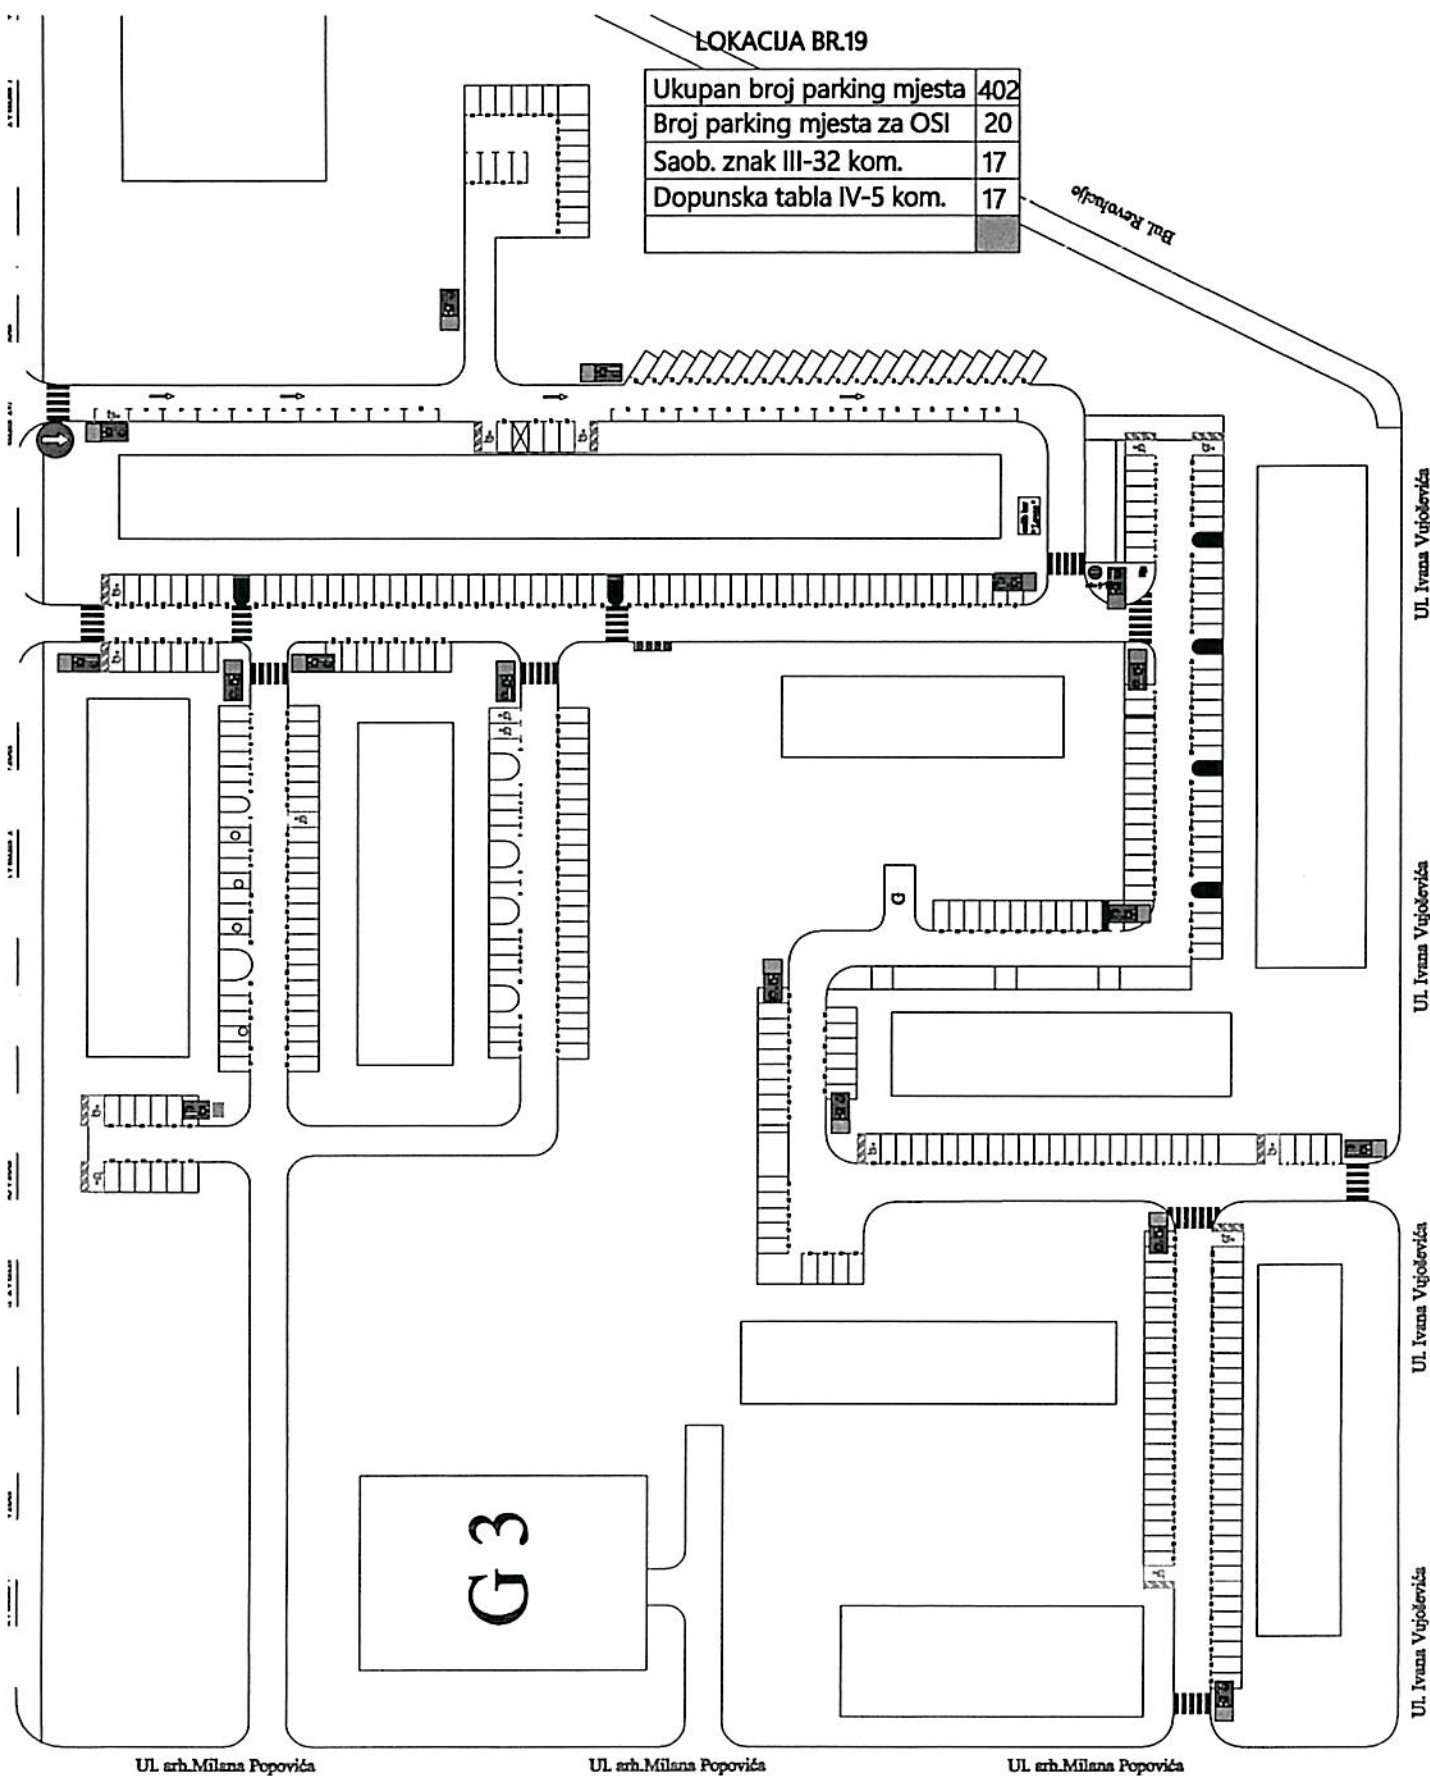 LOKACIJA BR.19
Ukupan broj parking mjesta 402
Broj parking mjesta za OSI 20
Saob. znak III-32 kom. 17
Dopunska tabla IV-5 kom. 17
Bul. Revolucije
Ul. Ivana Vujoševića
Ul. Ivana Vujoševića
G
Ul. Ivana Vujoševića
G 3
Ul. Ivana Vujoševića
Ul. arh.Milana Popovića
Ul. arh.Milana Popovića
Ul. arh.Milana Popovića